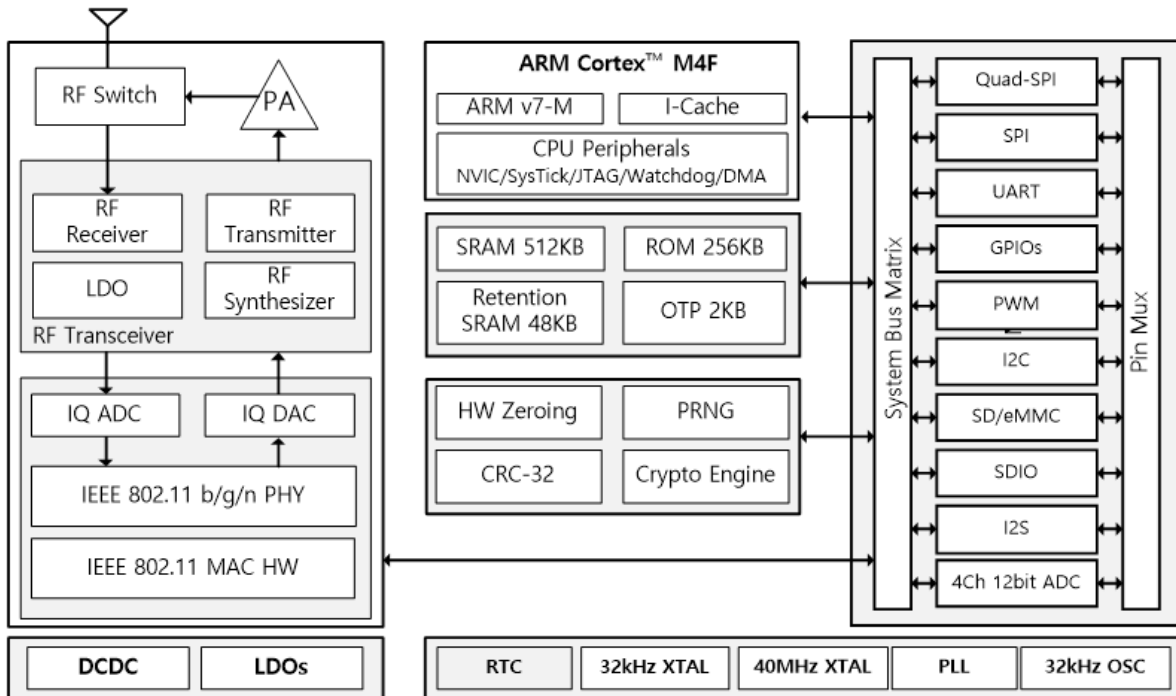 RF Switch
PA
RF
Receiver
RF
Transmitter
LDO
RF
Synthesizer
RF Transceiver
IQ ADC
IQ DAC
IEEE 802.11 b/g/n PHY
IEEE 802.11 MAC HW
DCDC
LDOs
ARM Cortex™ M4F
ARM v7-M
I-Cache
CPU Peripherals
NVIC/SysTick/JTAG/Watchdog/DMA
SRAM 512KB
ROM 256KB
Retention
SRAM 48KB
OTP 2KB
HW Zeroing
PRNG
CRC-32
Crypto Engine
System Bus Matrix
Quad-SPI
SPI
UART
GPIOs
PWM
I2C
SD/eMMC
SDIO
I2S
4Ch 12bit ADC
Pin Mux
RTC
32kHz XTAL
40MHz XTAL
PLL
32kHz OSC